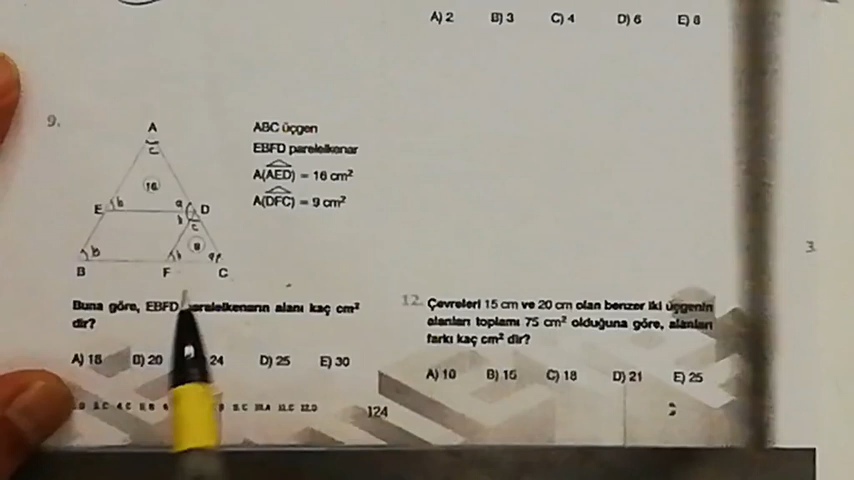 A) 2 B) 3 C) 4 D) 6 E) 8
9.
A
ABC üçgen
EBFD paralelkenar
A(AED) = 16 cm²
A(DFC) = 9 cm²
c
16
E b a D
b c
9
b b a
B F C
Buna göre, EBFD paralelkenarın alanı kaç cm²
dir?
A) 18 B) 20 24 D) 25 E) 30
3
12. Çevreleri 15 cm ve 20 cm olan benzer iki üçgenin
alanları toplamı 75 cm² olduğuna göre, alanları
farkı kaç cm² dir?
A) 10 B) 15 C) 18 D) 21 E) 25
124